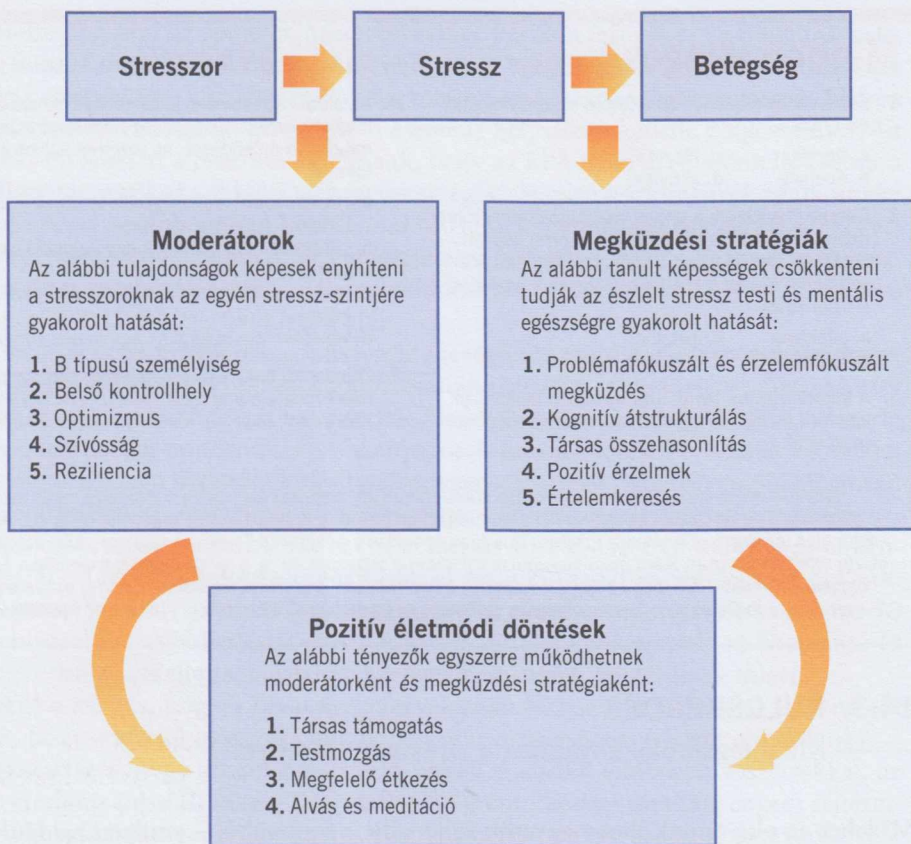 Stresszor
Stressz
Betegség
Moderátorok
Az alábbi tulajdonságok képesek enyhíteni
a stresszoroknak az egyén stressz-szintjére
gyakorolt hatását:
1. B típusú személyiség
2. Belső kontrollhely
3. Optimizmus
4. Szívósság
5. Reziliencia
Megküzdési stratégiák
Az alábbi tanult képességek csökkenteni
tudják az észlelt stressz testi és mentális
egészségre gyakorolt hatását:
1. Problémafókuszált és érzelemfókuszált
megküzdés
2. Kognitív átstrukturálás
3. Társas összehasonlítás
4. Pozitív érzelmek
5. Értelemkeresés
Pozitív életmódi döntések
Az alábbi tényezők egyszerre működhetnek
moderátorként és megküzdési stratégiaként:
1. Társas támogatás
2. Testmozgás
3. Megfelelő étkezés
4. Alvás és meditáció